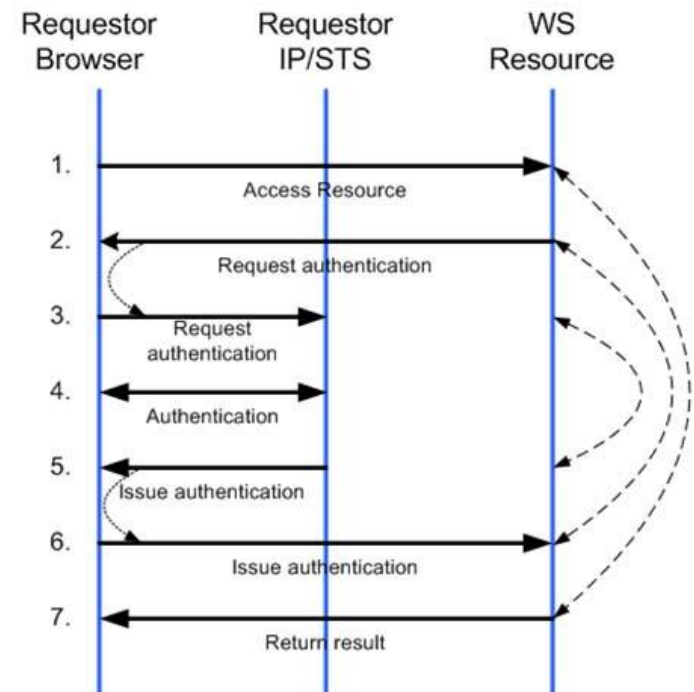 Requestor Browser
Requestor IP/STS
WS Resource
1.
Access Resource
2.
Request authentication
3.
Request
authentication
4.
Authentication
5.
Issue authentication
6.
Issue authentication
7.
Return result